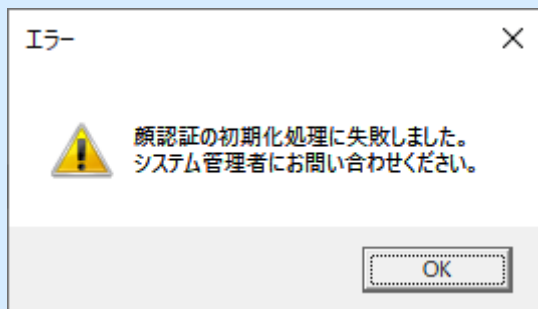 エラー
顔認証の初期化処理に失敗しました。
システム管理者にお問い合わせください。
OK